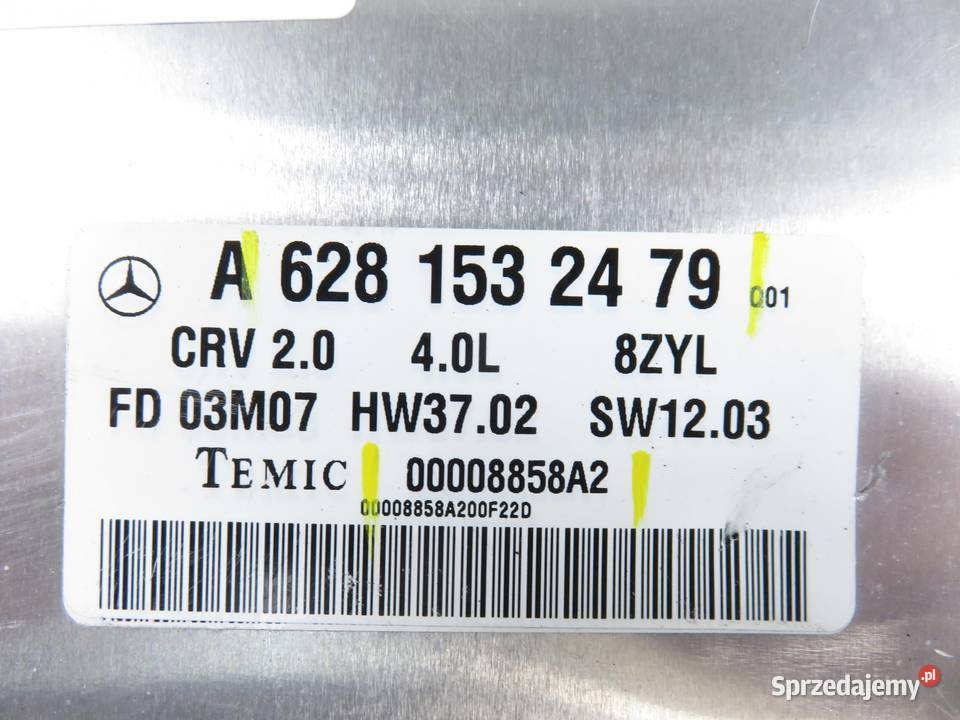 A 628 153 24 79 Q01
CRV 2.0 4.0L 8ZYL
FD 03M07 HW37.02 SW12.03
TEMIC 00008858A2
00008858A200F22D
Sprzedajemy.pl